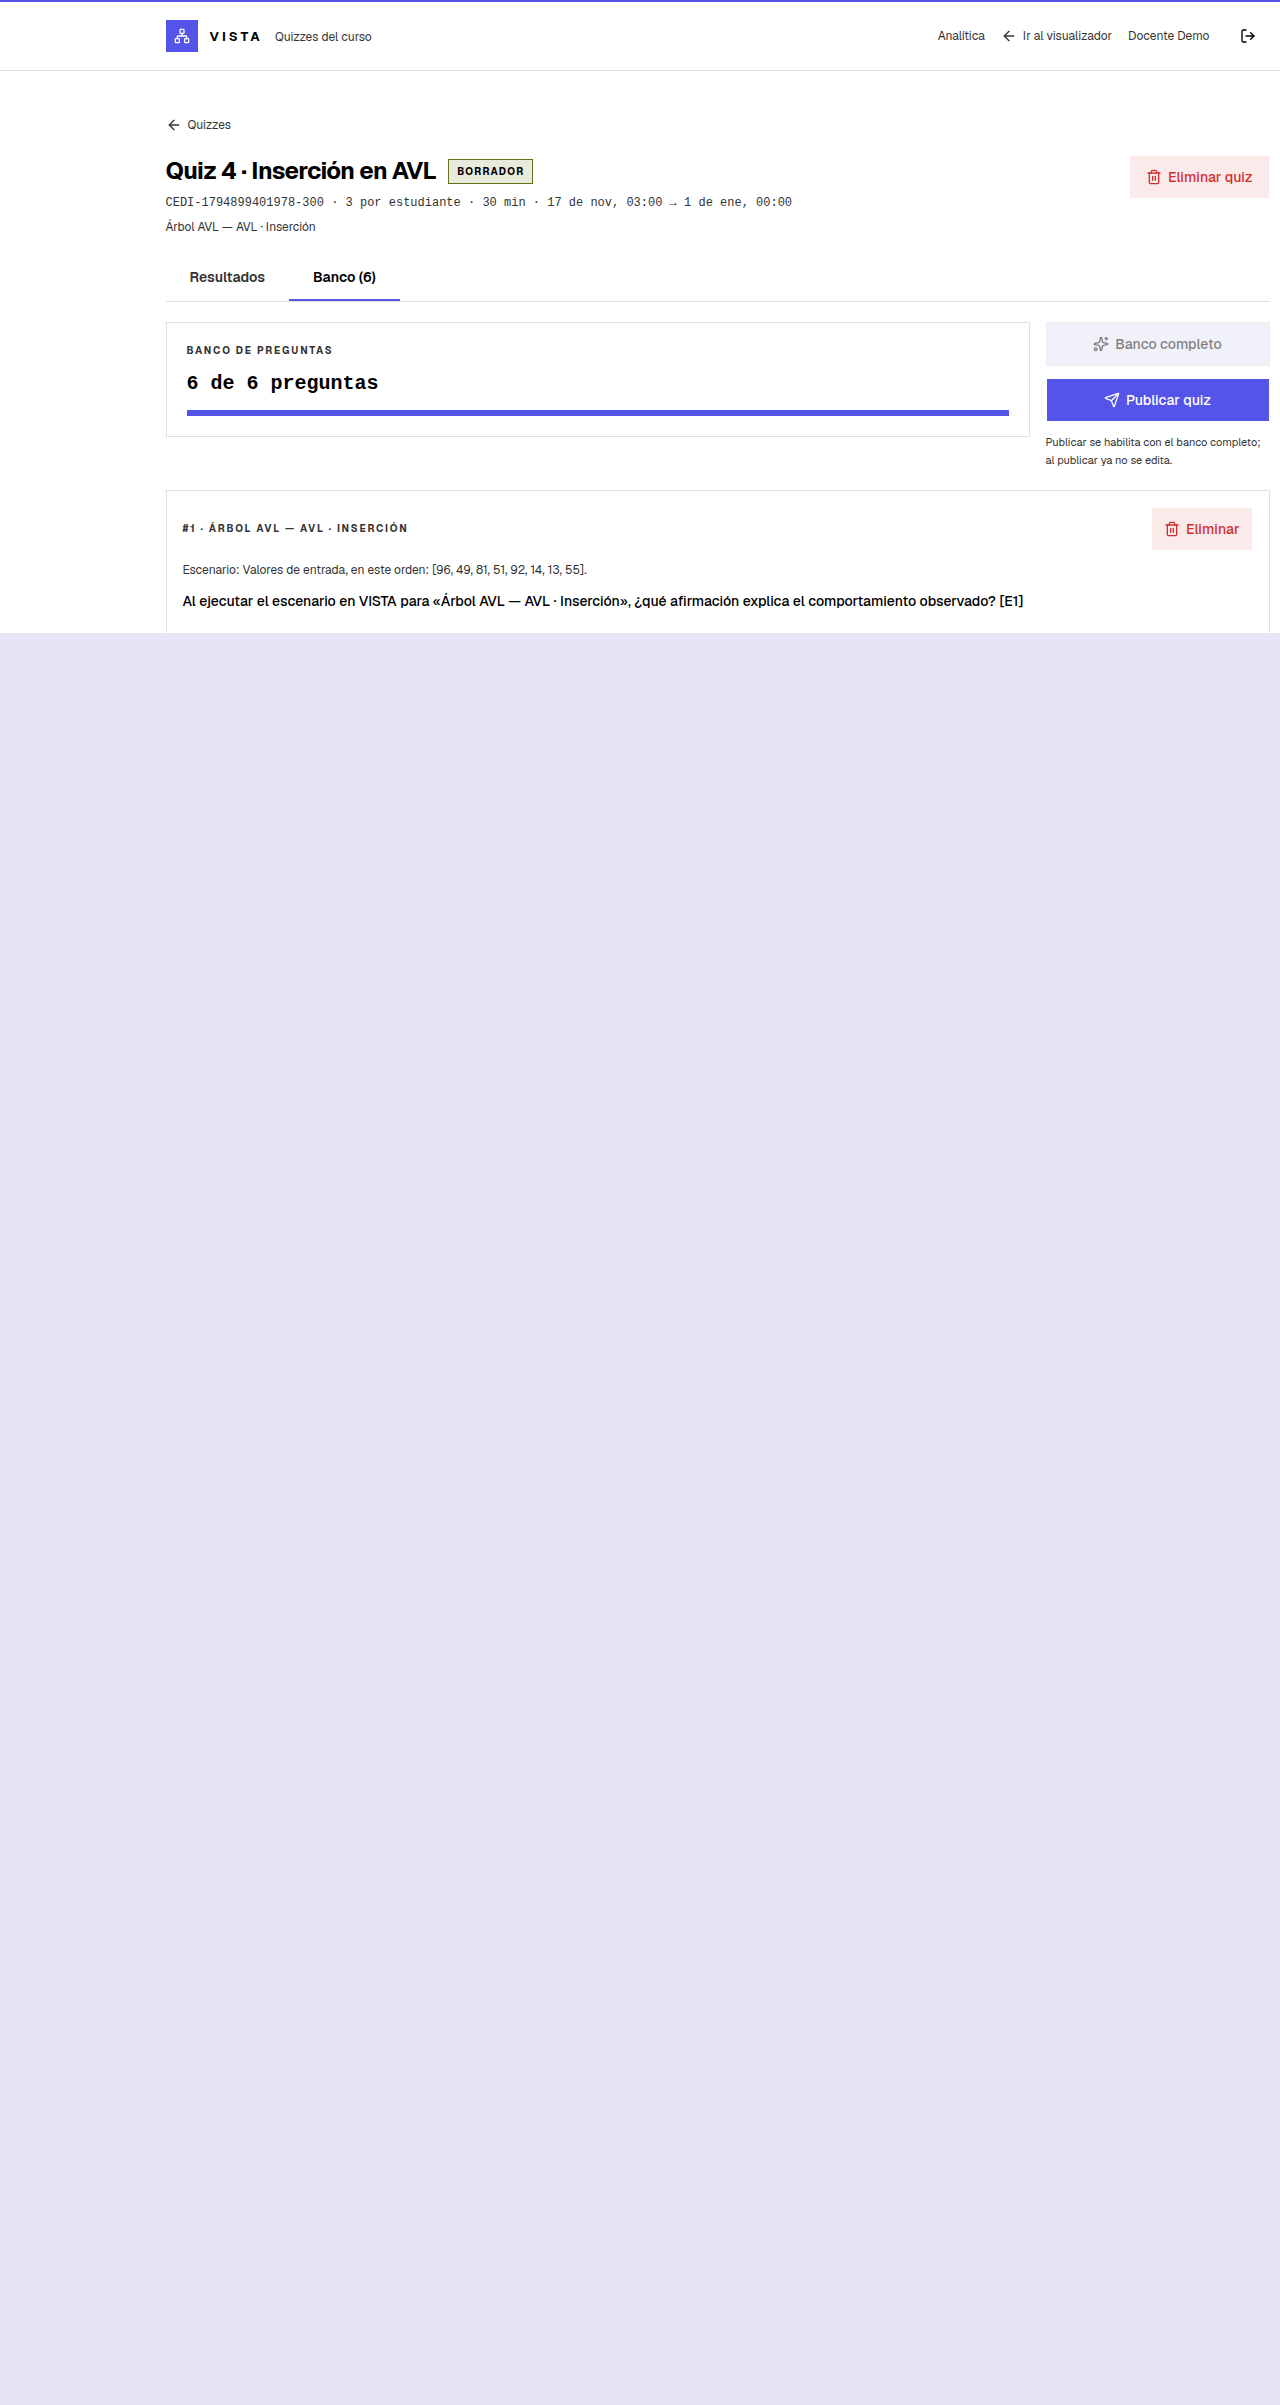 VISTA Quizzes del curso
Analítica Ir al visualizador Docente Demo
Quizzes
Quiz 4 · Inserción en AVL BORRADOR
Eliminar quiz
CEDI-1794899401978-300 · 3 por estudiante · 30 min · 17 de nov, 03:00 → 1 de ene, 00:00
Árbol AVL — AVL · Inserción
Resultados Banco (6)
BANCO DE PREGUNTAS
6 de 6 preguntas
Banco completo
Publicar quiz
Publicar se habilita con el banco completo;
al publicar ya no se edita.
#1 · ÁRBOL AVL — AVL · INSERCIÓN
Eliminar
Escenario: Valores de entrada, en este orden: [96, 49, 81, 51, 92, 14, 13, 55].
Al ejecutar el escenario en VISTA para «Árbol AVL — AVL · Inserción», ¿qué afirmación explica el comportamiento observado? [E1]